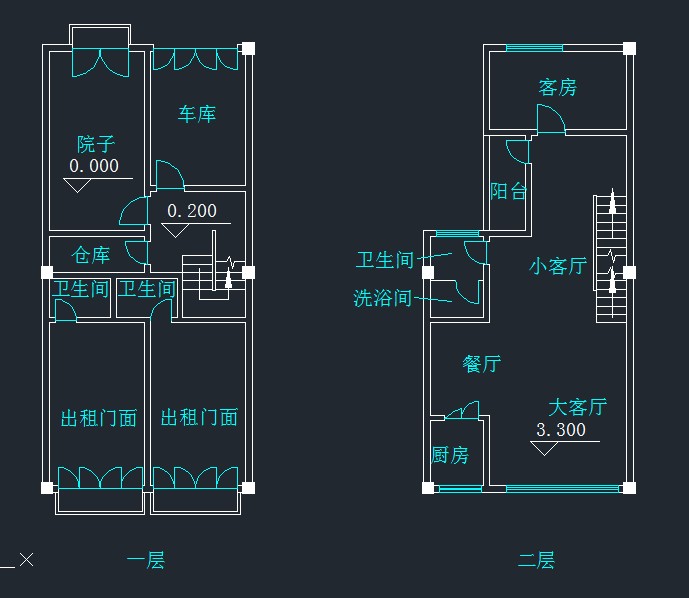 院子
0.000
车库
0.200
仓库
卫生间
卫生间
出租门面
出租门面
一层
客房
阳台
卫生间
小客厅
洗浴间
餐厅
大客厅
3.300
厨房
二层